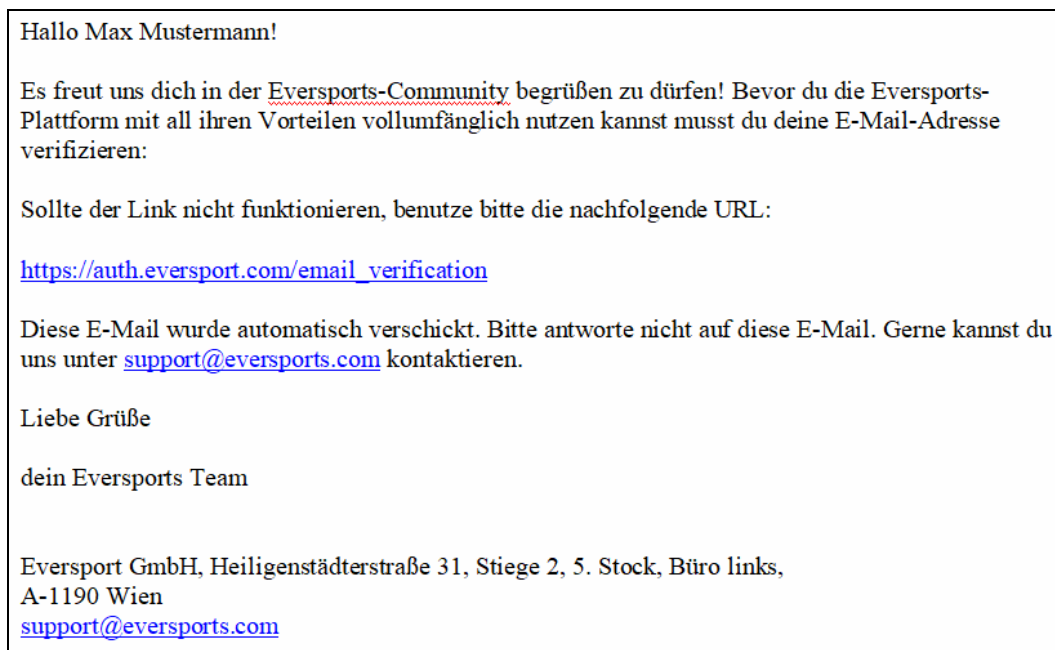 Hallo Max Mustermann!
Es freut uns dich in der Eversports-Community begrüßen zu dürfen! Bevor du die Eversports-
Plattform mit all ihren Vorteilen vollumfänglich nutzen kannst musst du deine E-Mail-Adresse
verifizieren:
Sollte der Link nicht funktionieren, benutze bitte die nachfolgende URL:
https://auth.eversport.com/email_verification
Diese E-Mail wurde automatisch verschickt. Bitte antworte nicht auf diese E-Mail. Gerne kannst du
uns unter support@eversports.com kontaktieren.
Liebe Grüße
dein Eversports Team
Eversport GmbH, Heiligenstädterstraße 31, Stiege 2, 5. Stock, Büro links,
A-1190 Wien
support@eversports.com